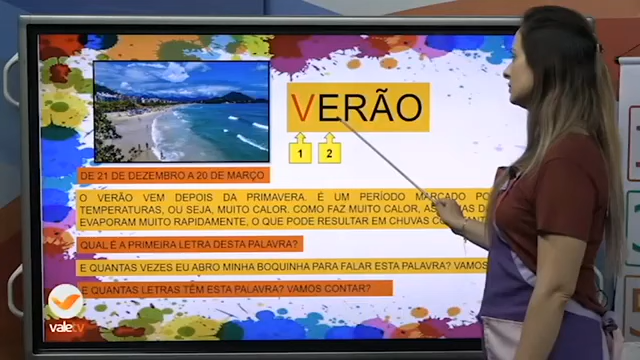 VERÃO
1 2
DE 21 DE DEZEMBRO A 20 DE MARÇO
O VERÃO VEM DEPOIS DA PRIMAVERA. É UM PERÍODO MARCADO
TEMPERATURAS, OU SEJA, MUITO CALOR. COMO FAZ MUITO CALOR,
EVAPORAM MUITO RAPIDAMENTE, O QUE PODE RESULTAR EM CHUVAS
QUAL É A PRIMEIRA LETRA DESTA PALAVRA?
E QUANTAS VEZES EU ABRO MINHA BOQUINHA PARA FALAR ESTA PALAVRA? VAMOS
E QUANTAS LETRAS TÊM ESTA PALAVRA? VAMOS CONTAR?
valetv